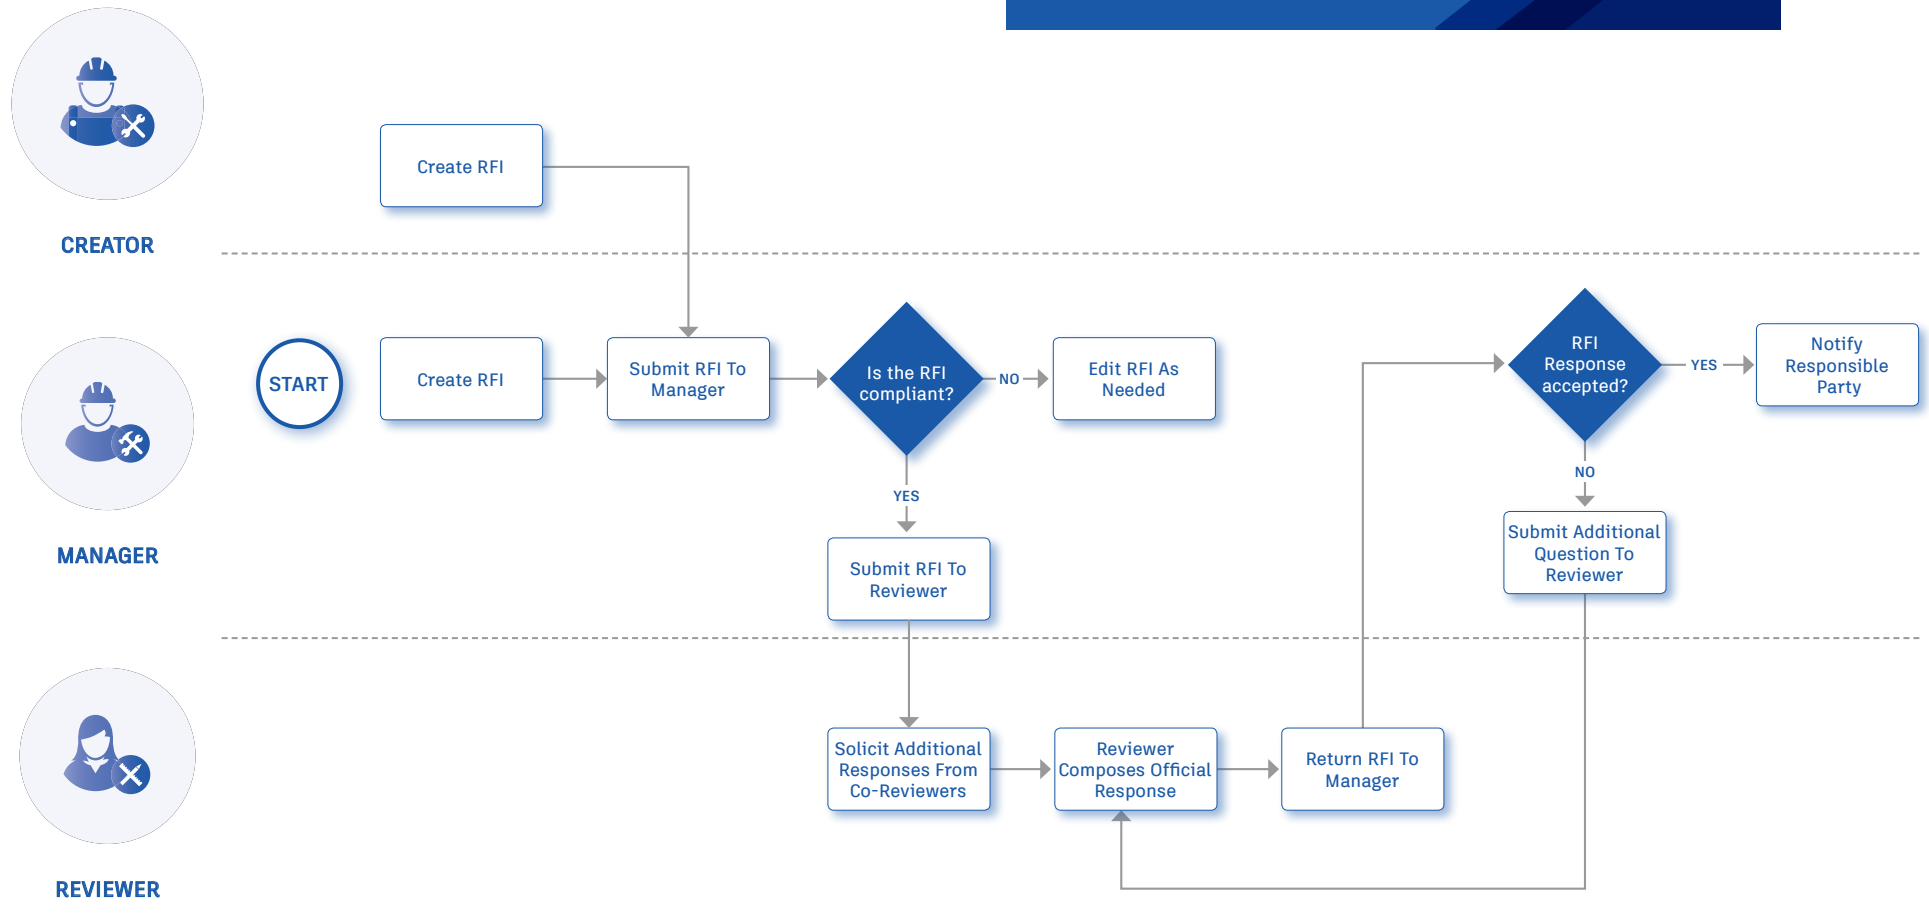 Create RFI
CREATOR
START
Create RFI
Submit RFI To
Manager
Is the RFI
compliant?
NO
Edit RFI As
Needed
RFI
Response
accepted?
YES
Notify
Responsible
Party
YES
NO
Submit RFI To
Reviewer
Submit Additional
Question To
Reviewer
MANAGER
Solicit Additional
Responses From
Co-Reviewers
Reviewer
Composes Official
Response
Return RFI To
Manager
REVIEWER